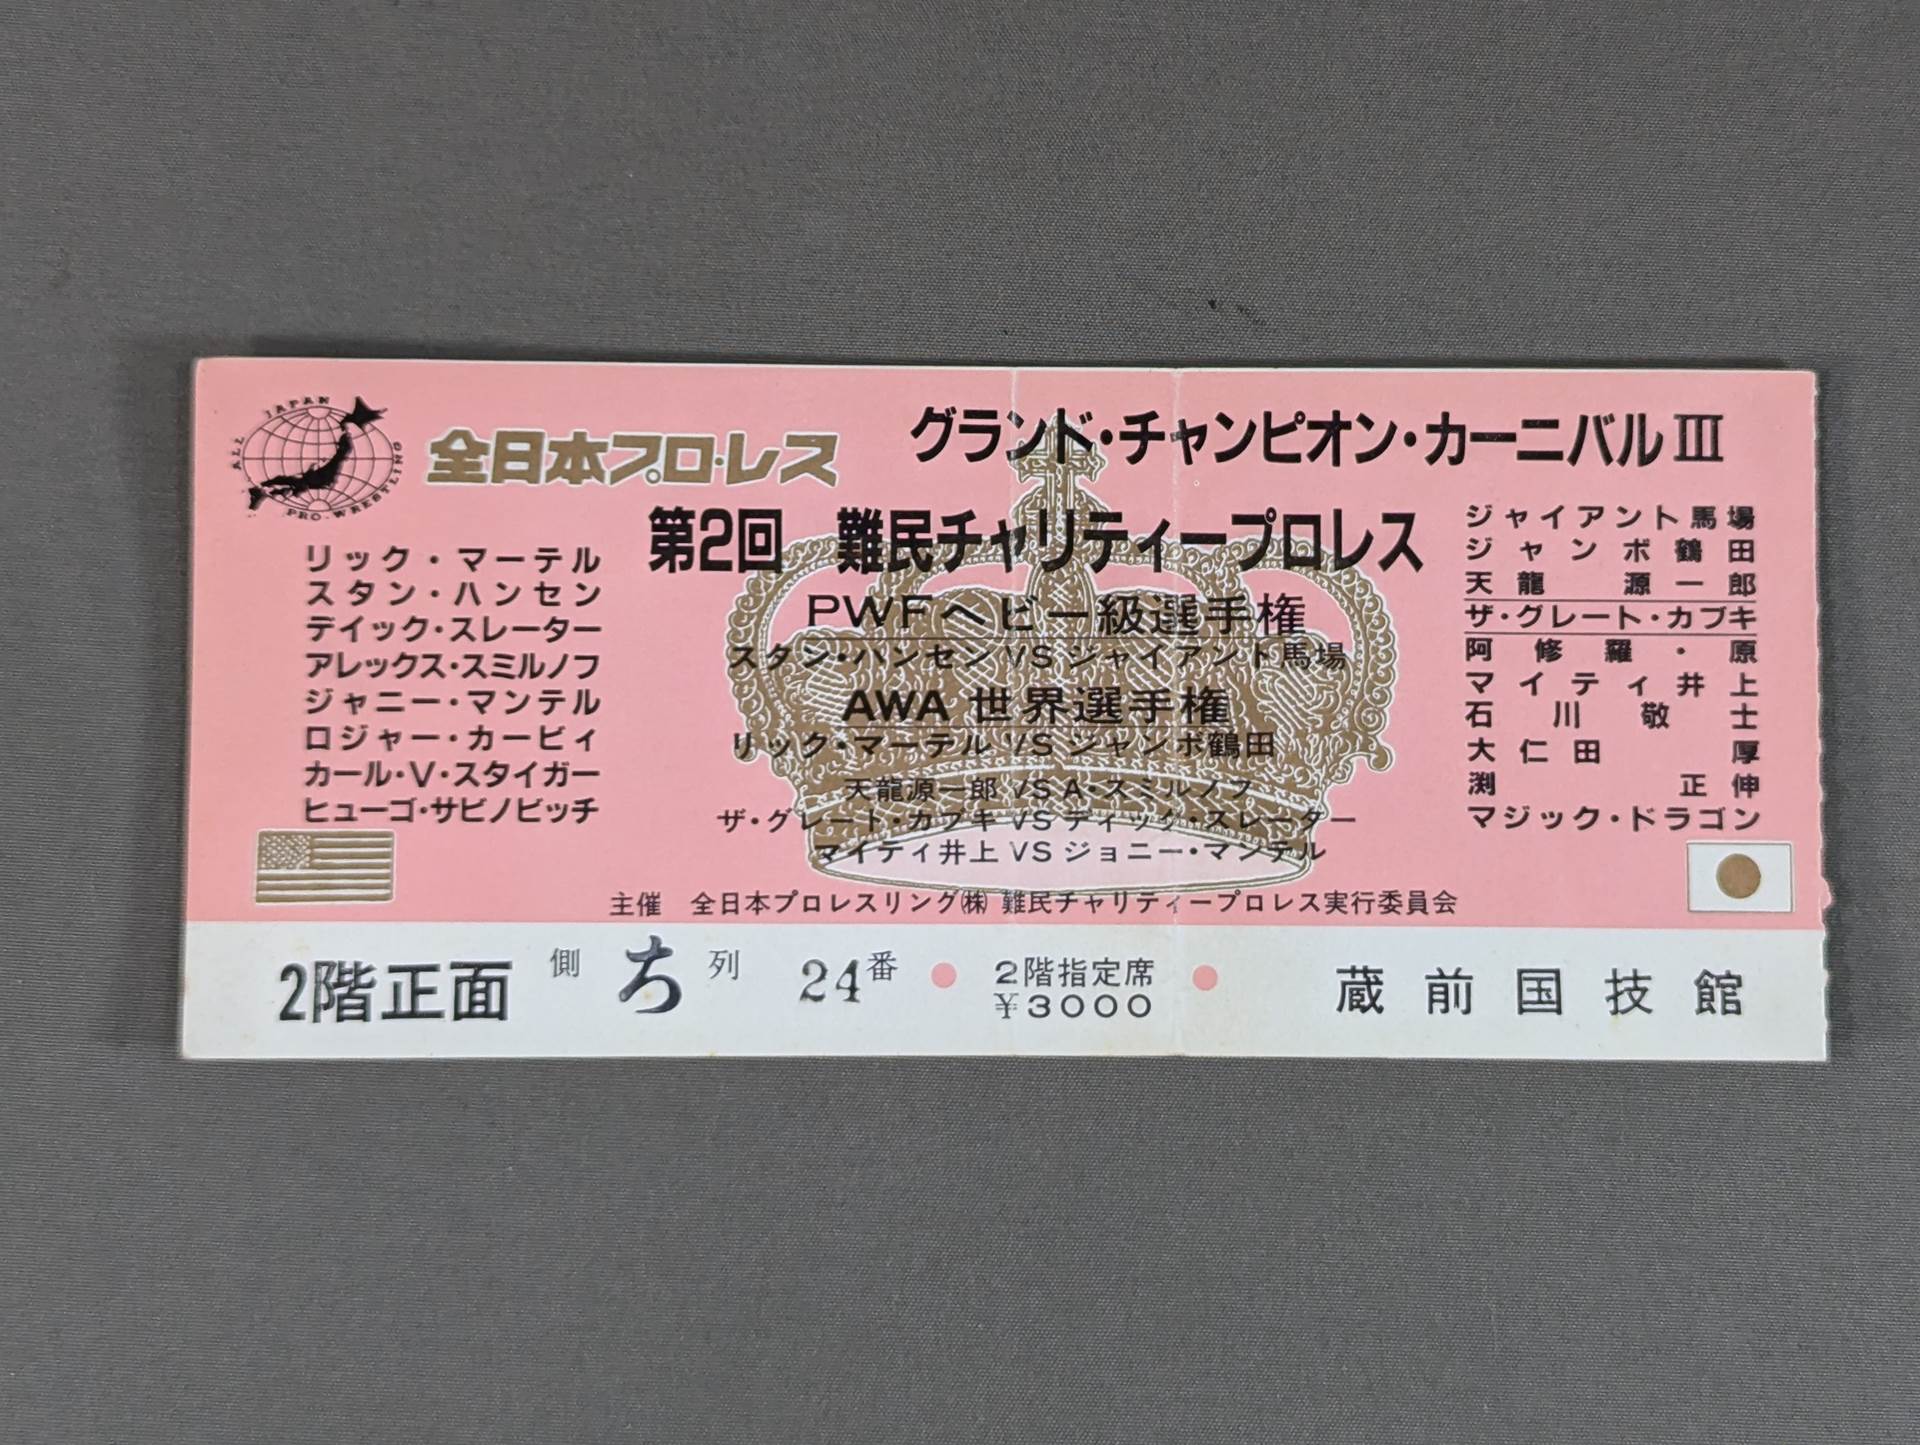 ALL JAPAN PRO-WRESTLING
全日本プロ・レス
グランド・チャンピオン・カーニバルIII
第2回 難民チャリティープロレス
PWFヘビー級選手権
スタン・ハンセンVSジャイアント馬場
AWA 世界選手権
リック・マーテルVSジャンボ鶴田
天龍源一郎VSA・スミルノフ
ザ・グレート・カブキVSディック・スレーター
マイティ井上VSジョニー・マンテル
リック・マーテル
スタン・ハンセン
デイック・スレーター
アレックス・スミルノフ
ジャニー・マンテル
ロジャー・カービィ
カール・V・スタイガー
ヒューゴ・サビノビッチ
ジャイアント馬場
ジャンボ鶴田
天龍源一郎
ザ・グレート・カブキ
阿修羅・原
マイティ井上
石川敬士
大仁田厚
渕正伸
マジック・ドラゴン
主催 全日本プロレスリング㈱ 難民チャリティープロレス実行委員会
2階正面側 ち列 24番 ● 2階指定席 ¥3000 ● 蔵前国技館